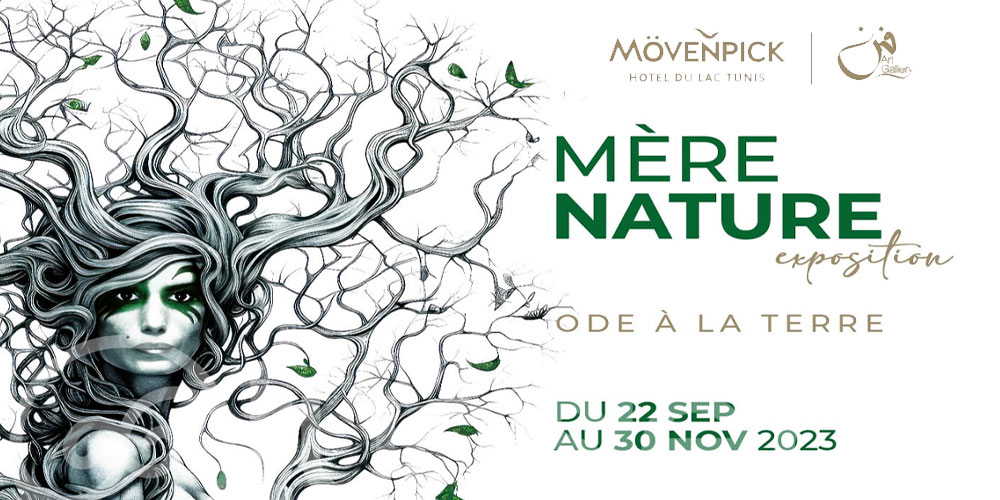 MÖVENPICK
HOTEL DU LAC TUNIS
فن
Art
Gallery
MÈRE
NATURE
exposition
ODE À LA TERRE
DU 22 SEP
AU 30 NOV 2023